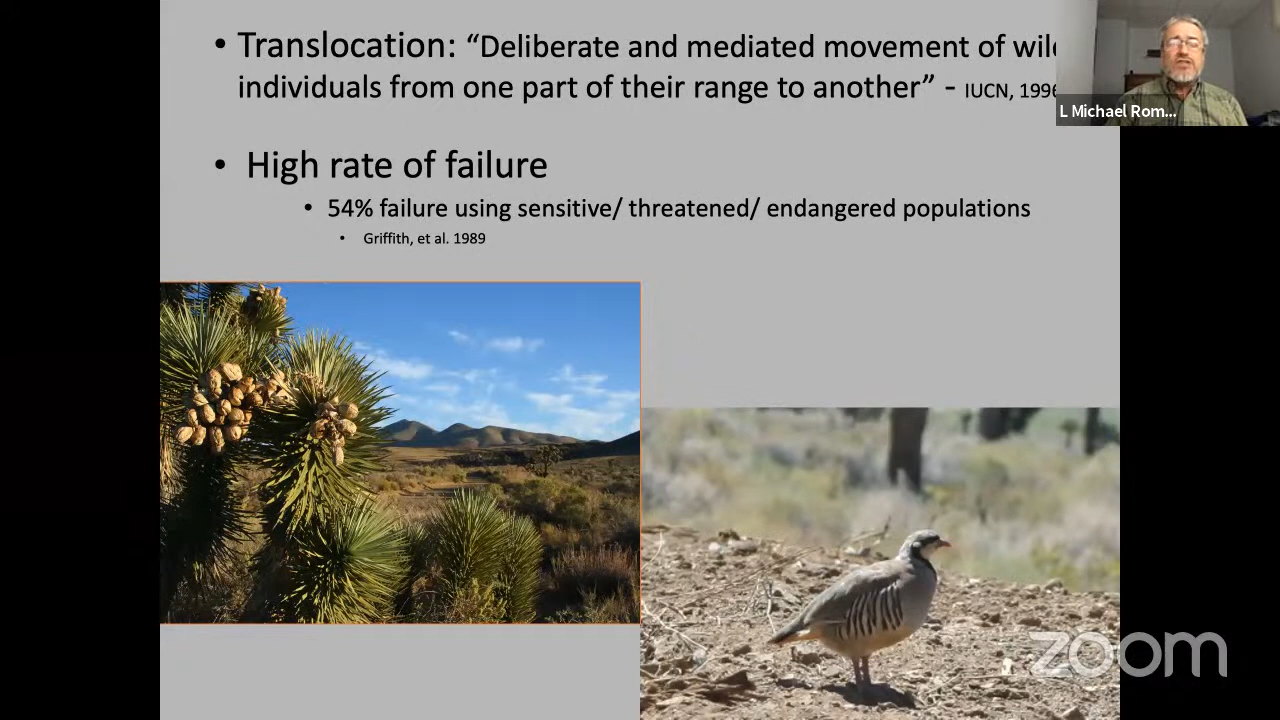 • Translocation: “Deliberate and mediated movement of
individuals from one part of their range to another” - IUCN, 1996
L Michael Rom...
• High rate of failure
• 54% failure using sensitive/ threatened/ endangered populations
• Griffith, et al. 1989
zoom